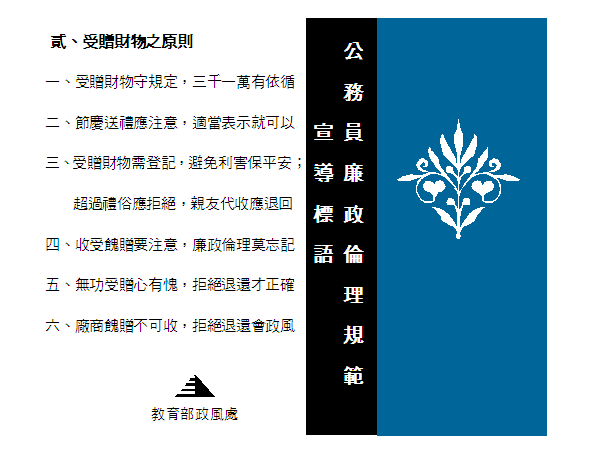 貳、受贈財物之原則
一、受贈財物守規定，三千一萬有依循
二、節慶送禮應注意，適當表示就可以
三、受贈財物需登記，避免利害保平安；
超過禮俗應拒絕，親友代收應退回
四、收受餽贈要注意，廉政倫理莫忘記
五、無功受贈心有愧，拒絕退還才正確
六、廠商餽贈不可收，拒絕退還會政風
教育部政風處
公務員廉政倫理規範
宣導標語